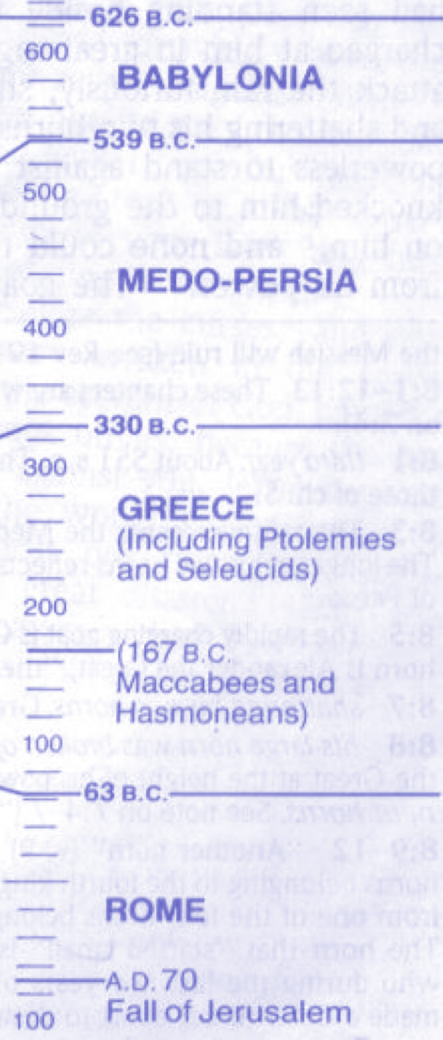 626 B.C.
600
BABYLONIA
539 B.C.
500
MEDO-PERSIA
400
330 B.C.
300
GREECE
(Including Ptolemies
and Seleucids)
200
(167 B.C.
Maccabees and
Hasmoneans)
100
63 B.C.
ROME
A.D. 70
Fall of Jerusalem
100